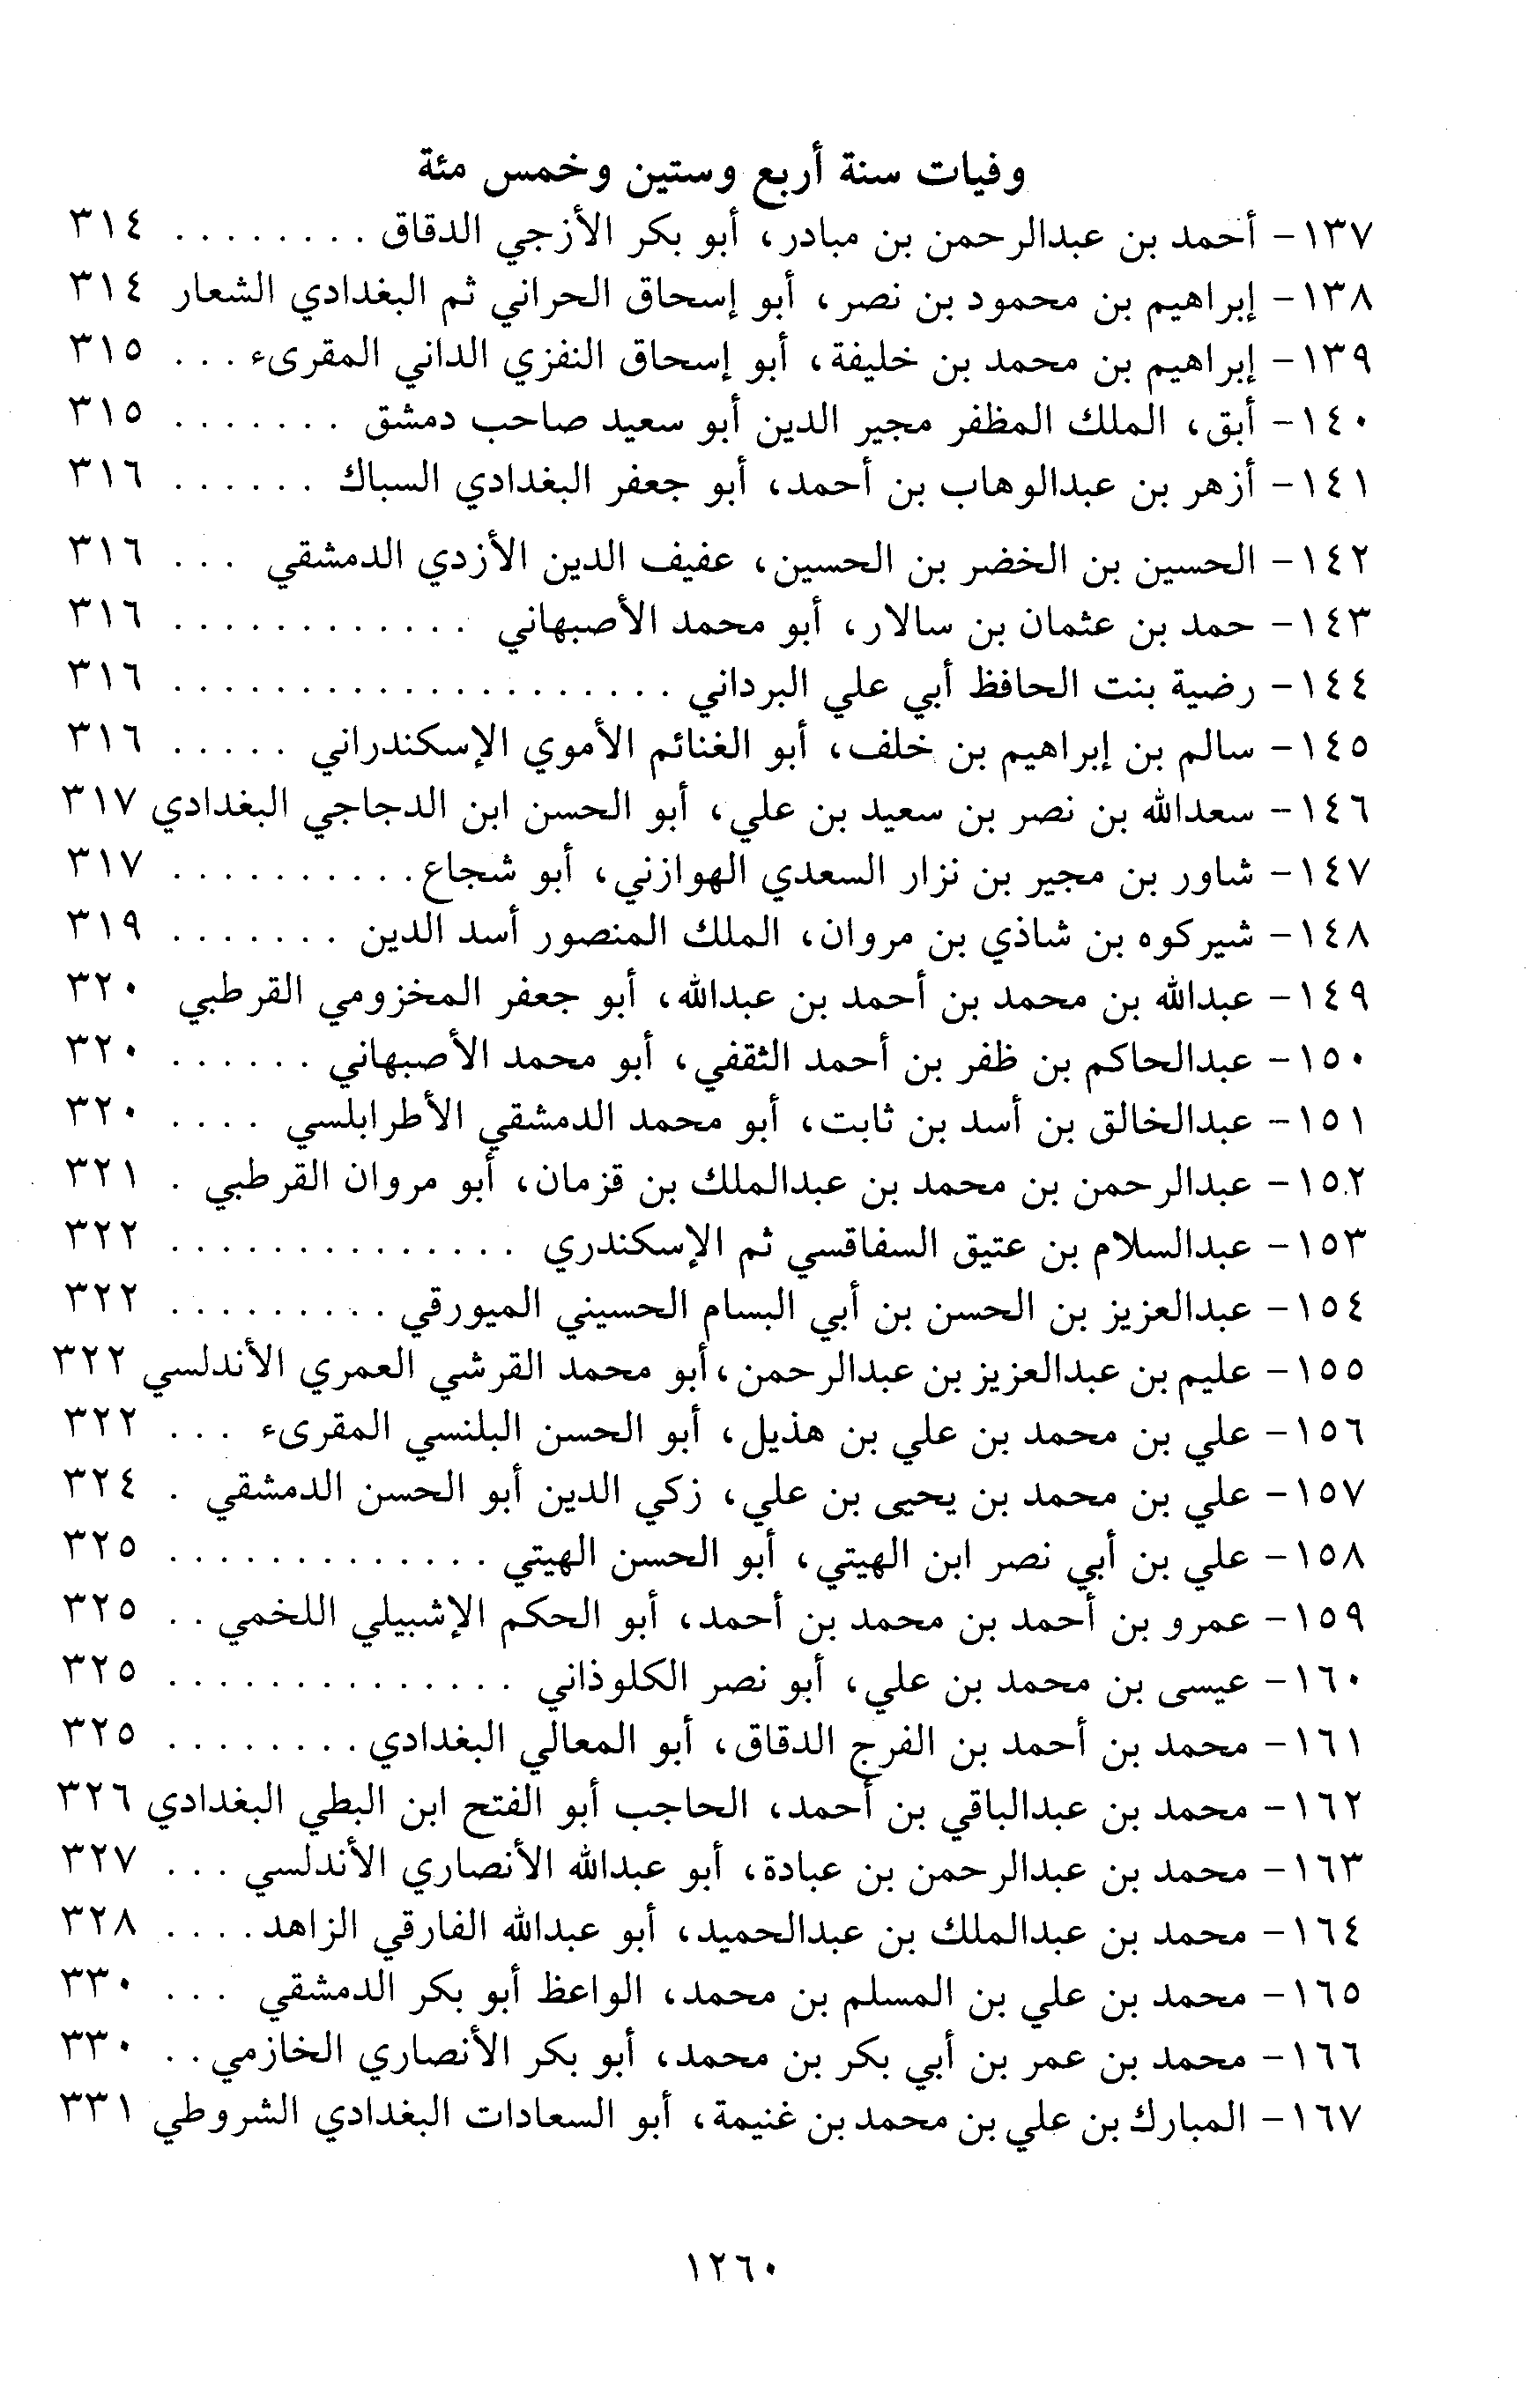 وفيات سنة أربع وستين وخمس مئة
١٣٧- أحمد بن عبدالرحمن بن مبادر، أبو بكر الأزجي الدقاق . . . . . . . . ٣١٤
١٣٨- إبراهيم بن محمود بن نصر، أبو إسحاق الحراني ثم البغدادي الشعار ٣١٤
١٣٩- إبراهيم بن محمد بن خليفة، أبو إسحاق النفزي الداني المقرىء . . . ٣١٥
١٤٠- أبق، الملك المظفر مجير الدين أبو سعيد صاحب دمشق . . . . . . . ٣١٥
١٤١- أزهر بن عبدالوهاب بن أحمد، أبو جعفر البغدادي السباك . . . . . . ٣١٦
١٤٢- الحسين بن الخضر بن الحسين، عفيف الدين الأزدي الدمشقي . . . ٣١٦
١٤٣- حمد بن عثمان بن سالار، أبو محمد الأصبهاني . . . . . . . . . . . . ٣١٦
١٤٤- رضية بنت الحافظ أبي علي البرداني . . . . . . . . . . . . . . . . . . . . ٣١٦
١٤٥- سالم بن إبراهيم بن خلف، أبو الغنائم الأموي الإسكندراني . . . . . ٣١٦
١٤٦- سعدالله بن نصر بن سعيد بن علي، أبو الحسن ابن الدجاجي البغدادي ٣١٧
١٤٧- شاور بن مجير بن نزار السعدي الهوازني، أبو شجاع . . . . . . . . . . ٣١٧
١٤٨- شيركوه بن شاذي بن مروان، الملك المنصور أسد الدين . . . . . . . ٣١٩
١٤٩- عبدالله بن محمد بن أحمد بن عبدالله، أبو جعفر المخزومي القرطبي ٣٢٠
١٥٠- عبدالحاكم بن ظفر بن أحمد الثقفي، أبو محمد الأصبهاني . . . . . . ٣٢٠
١٥١- عبدالخالق بن أسد بن ثابت، أبو محمد الدمشقي الأطرابلسي . . . . ٣٢٠
١٥٢- عبدالرحمن بن محمد بن عبدالملك بن قزمان، أبو مروان القرطبي . ٣٢١
١٥٣- عبدالسلام بن عتيق السفاقسي ثم الإسكندري . . . . . . . . . . . . . . ٣٢٢
١٥٤- عبدالعزيز بن الحسن بن أبي البسام الحسيني الميورقي . . . . . . . . . ٣٢٢
١٥٥- عليم بن عبدالعزيز بن عبدالرحمن، أبو محمد القرشي العمري الأندلسي ٣٢٢
١٥٦- علي بن محمد بن علي بن هذيل، أبو الحسن البلنسي المقرىء . . . ٣٢٢
١٥٧- علي بن محمد بن يحيى بن علي، زكي الدين أبو الحسن الدمشقي . ٣٢٤
١٥٨- علي بن أبي نصر ابن الهيتي، أبو الحسن الهيتي . . . . . . . . . . . . . ٣٢٥
١٥٩- عمرو بن أحمد بن محمد بن أحمد، أبو الحكم الإشبيلي اللخمي . . ٣٢٥
١٦٠- عيسى بن محمد بن علي، أبو نصر الكلوذاني . . . . . . . . . . . . . . ٣٢٥
١٦١- محمد بن أحمد بن الفرج الدقاق، أبو المعالي البغدادي . . . . . . . . ٣٢٥
١٦٢- محمد بن عبدالباقي بن أحمد، الحاجب أبو الفتح ابن البطي البغدادي ٣٢٦
١٦٣- محمد بن عبدالرحمن بن عبادة، أبو عبدالله الأنصاري الأندلسي . . . ٣٢٧
١٦٤- محمد بن عبدالملك بن عبدالحميد، أبو عبدالله الفارقي الزاهد . . . . ٣٢٨
١٦٥- محمد بن علي بن المسلم بن محمد، الواعظ أبو بكر الدمشقي . . . ٣٣٠
١٦٦- محمد بن عمر بن أبي بكر بن محمد، أبو بكر الأنصاري الخازمي . . ٣٣٠
١٦٧- المبارك بن علي بن محمد بن غنيمة، أبو السعادات البغدادي الشروطي ٣٣١
١٢٦٠